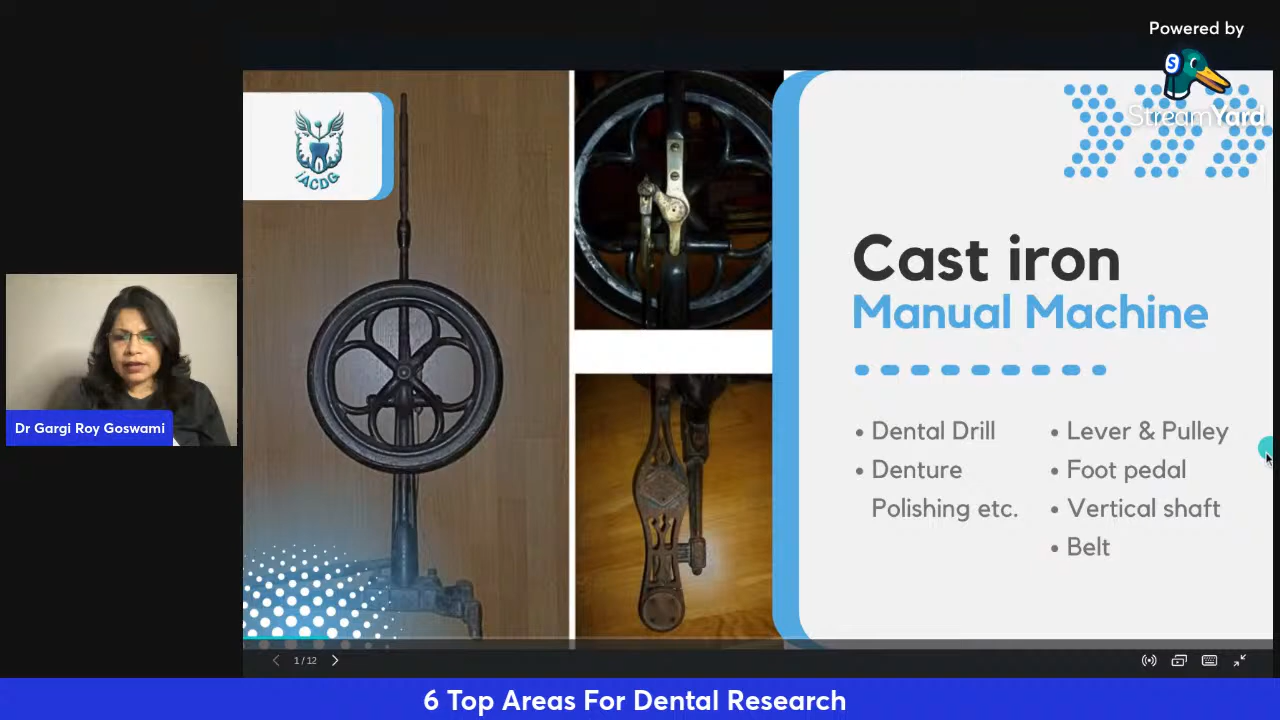 Powered by
S
StreamYard
iACDG
Cast iron
Manual Machine
• Dental Drill
• Denture
Polishing etc.
• Lever & Pulley
• Foot pedal
• Vertical shaft
• Belt
Dr Gargi Roy Goswami
1 / 12
6 Top Areas For Dental Research